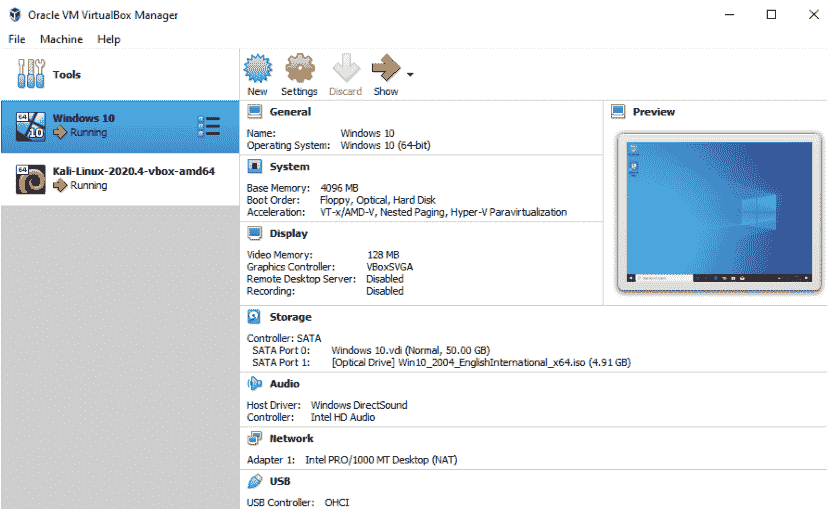 Oracle VM VirtualBox Manager
File Machine Help
Tools
New Settings Discard Show
64 10 Windows 10
Running
64 Kali-Linux-2020.4-vbox-amd64
Running
General
Name: Windows 10
Operating System: Windows 10 (64-bit)
System
Base Memory: 4096 MB
Boot Order: Floppy, Optical, Hard Disk
Acceleration: VT-x/AMD-V, Nested Paging, Hyper-V Paravirtualization
Display
Video Memory: 128 MB
Graphics Controller: VBoxSVGA
Remote Desktop Server: Disabled
Recording: Disabled
Storage
Controller: SATA
SATA Port 0: Windows 10.vdi (Normal, 50.00 GB)
SATA Port 1: [Optical Drive] Win10_2004_EnglishInternational_x64.iso (4.91 GB)
Audio
Host Driver: Windows DirectSound
Controller: Intel HD Audio
Network
Adapter 1: Intel PRO/1000 MT Desktop (NAT)
USB
USB Controller: OHCI
Preview